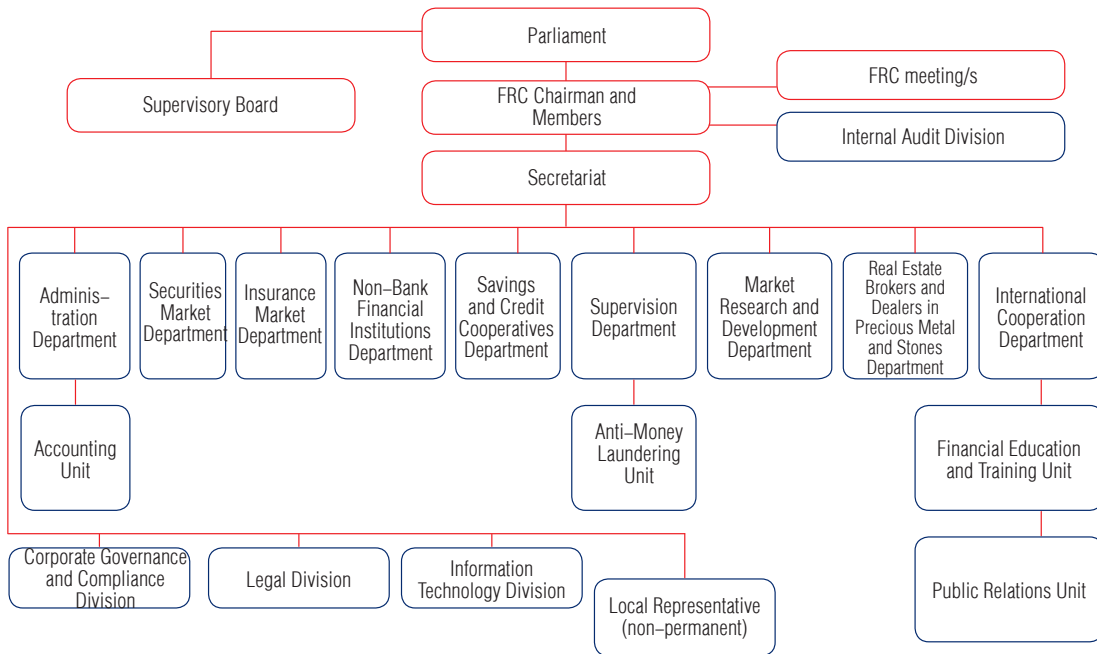 Parliament
FRC meeting/s
Supervisory Board
FRC Chairman and
Members
Internal Audit Division
Secretariat
Adminis–
tration
Department
Securities
Market
Department
Insurance
Market
Department
Non–Bank
Financial
Institutions
Department
Savings
and Credit
Cooperatives
Department
Supervision
Department
Market
Research and
Development
Department
Real Estate
Brokers and
Dealers in
Precious Metal
and Stones
Department
International
Cooperation
Department
Accounting
Unit
Anti–Money
Laundering
Unit
Financial Education
and Training Unit
Corporate Governance
and Compliance
Division
Legal Division
Information
Technology Division
Local Representative
(non–permanent)
Public Relations Unit